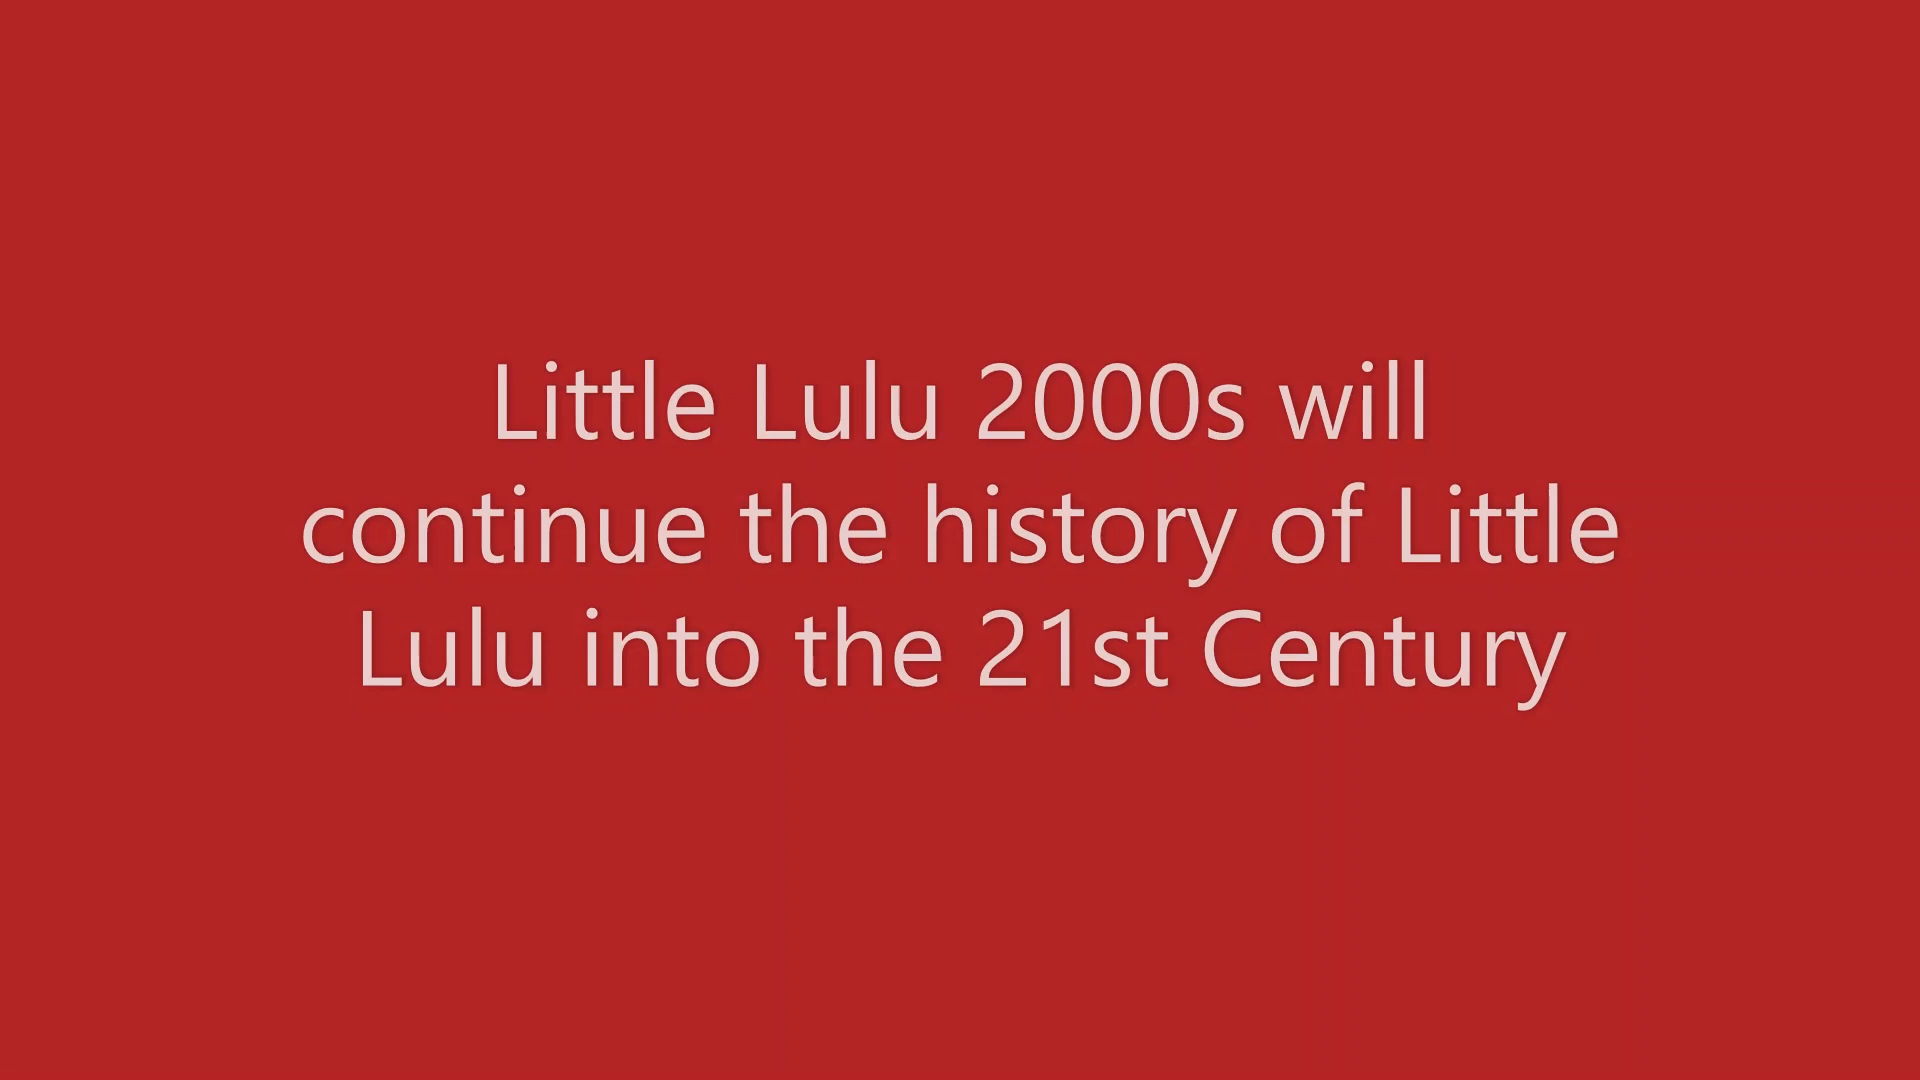 Little Lulu 2000s will
continue the history of Little
Lulu into the 21st Century